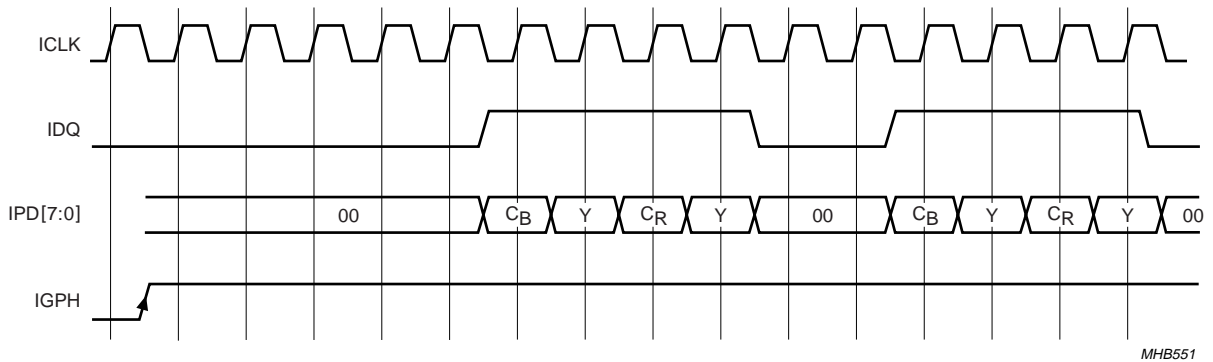 ICLK
IDQ
IPD[7:0] 00 CB Y CR Y 00 CB Y CR Y 00
IGPH
MHB551